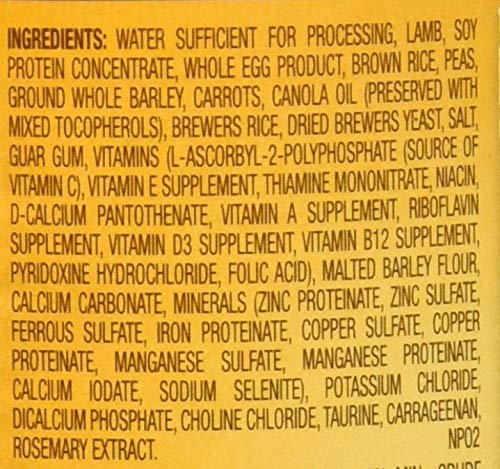 INGREDIENTS: WATER SUFFICIENT FOR PROCESSING, LAMB, SOY
PROTEIN CONCENTRATE, WHOLE EGG PRODUCT, BROWN RICE, PEAS,
GROUND WHOLE BARLEY, CARROTS, CANOLA OIL (PRESERVED WITH
MIXED TOCOPHEROLS), BREWERS RICE, DRIED BREWERS YEAST, SALT,
GUAR GUM, VITAMINS (L-ASCORBYL-2-POLYPHOSPHATE (SOURCE OF
VITAMIN C), VITAMIN E SUPPLEMENT, THIAMINE MONONITRATE, NIACIN,
D-CALCIUM PANTOTHENATE, VITAMIN A SUPPLEMENT, RIBOFLAVIN
SUPPLEMENT, VITAMIN D3 SUPPLEMENT, VITAMIN B12 SUPPLEMENT,
PYRIDOXINE HYDROCHLORIDE, FOLIC ACID), MALTED BARLEY FLOUR,
CALCIUM CARBONATE, MINERALS (ZINC PROTEINATE, ZINC SULFATE,
FERROUS SULFATE, IRON PROTEINATE, COPPER SULFATE, COPPER
PROTEINATE, MANGANESE SULFATE, MANGANESE PROTEINATE,
CALCIUM IODATE, SODIUM SELENITE), POTASSIUM CHLORIDE,
DICALCIUM PHOSPHATE, CHOLINE CHLORIDE, TAURINE, CARRAGEENAN,
ROSEMARY EXTRACT. NP02